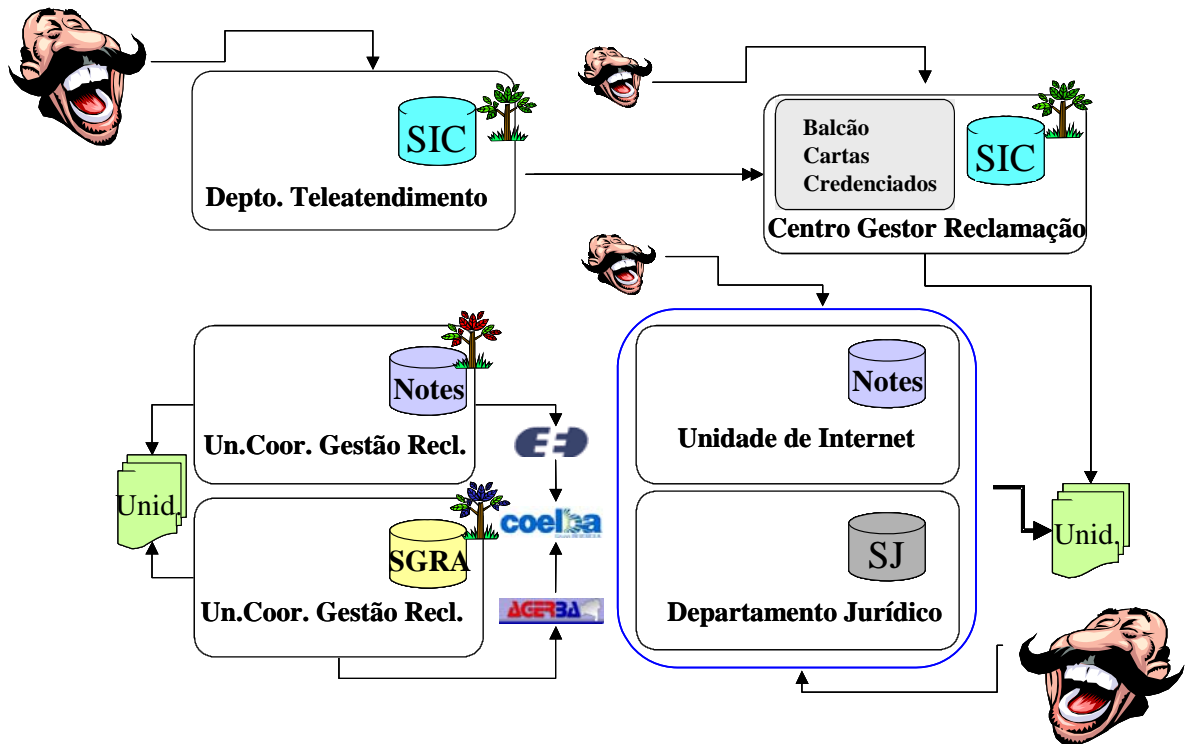 SIC
Depto. Teleatendimento
Balcão
Cartas
Credenciados
SIC
Centro Gestor Reclamação
Notes
Un.Coor. Gestão Recl.
Unid.
SGRA
Un.Coor. Gestão Recl.
coelba
AGERBA
Notes
Unidade de Internet
SJ
Departamento Jurídico
Unid.